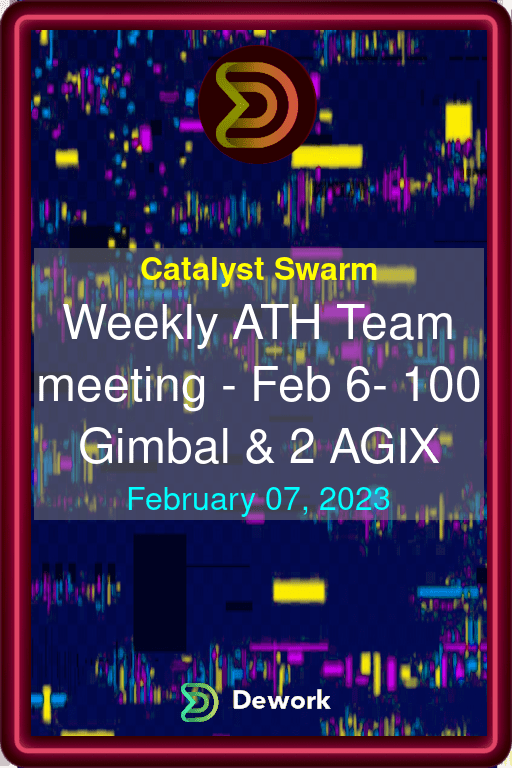 Catalyst Swarm
Weekly ATH Team
meeting - Feb 6- 100
Gimbal & 2 AGIX
February 07, 2023
Dework